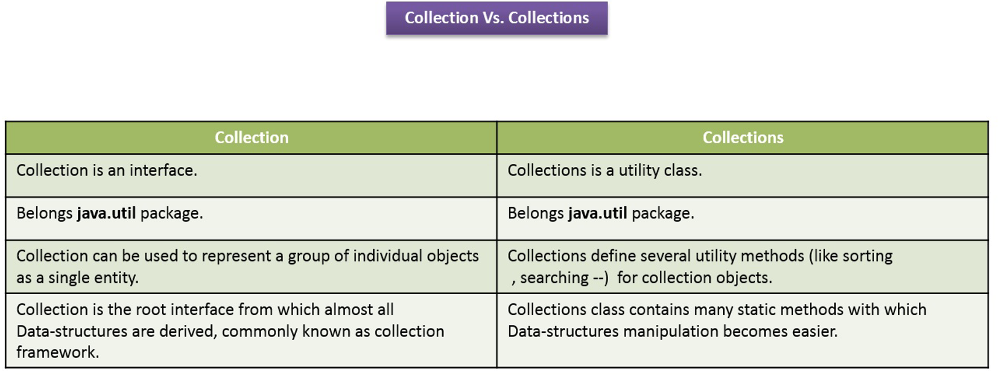 Collection Vs. Collections
Collection
Collections
Collection is an interface.
Collections is a utility class.
Belongs java.util package.
Belongs java.util package.
Collection can be used to represent a group of individual objects
as a single entity.
Collections define several utility methods (like sorting
, searching --)  for collection objects.
Collection is the root interface from which almost all
Data-structures are derived, commonly known as collection
framework.
Collections class contains many static methods with which
Data-structures manipulation becomes easier.